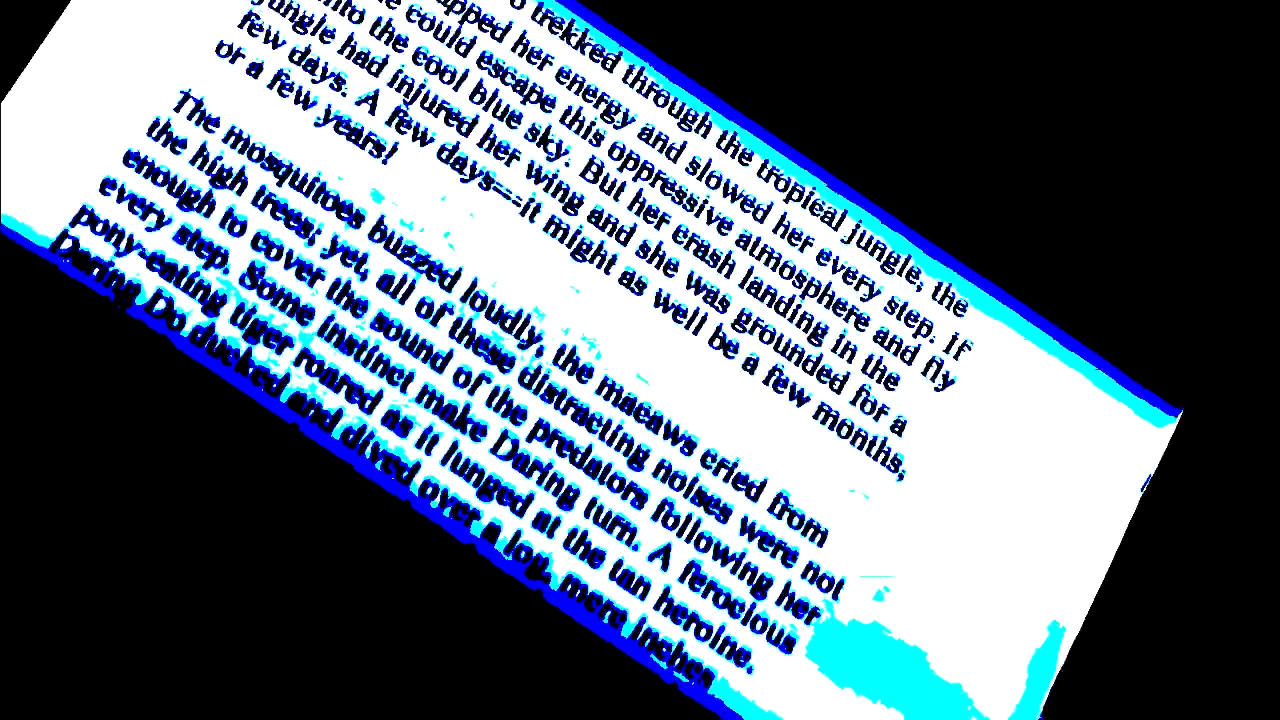 trekked through the tropical jungle, the
her energy and slowed her every step. If
could escape this oppressive atmosphere and fly
into the cool blue sky. But her crash landing in the
jungle had injured her wing and she was grounded for a
few days. A few days---it might as well be a few months,
or a few years!
The mosquitoes buzzed loudly, the macaws cried from
the high trees; yet, all of these distracting noises were not
enough to cover the sound of the predators following her
every step. Some instinct make Daring turn. A ferocious
pony-eating tiger roared as it lunged at the tan heroine.
Daring Do ducked and dived over a log, mere inches